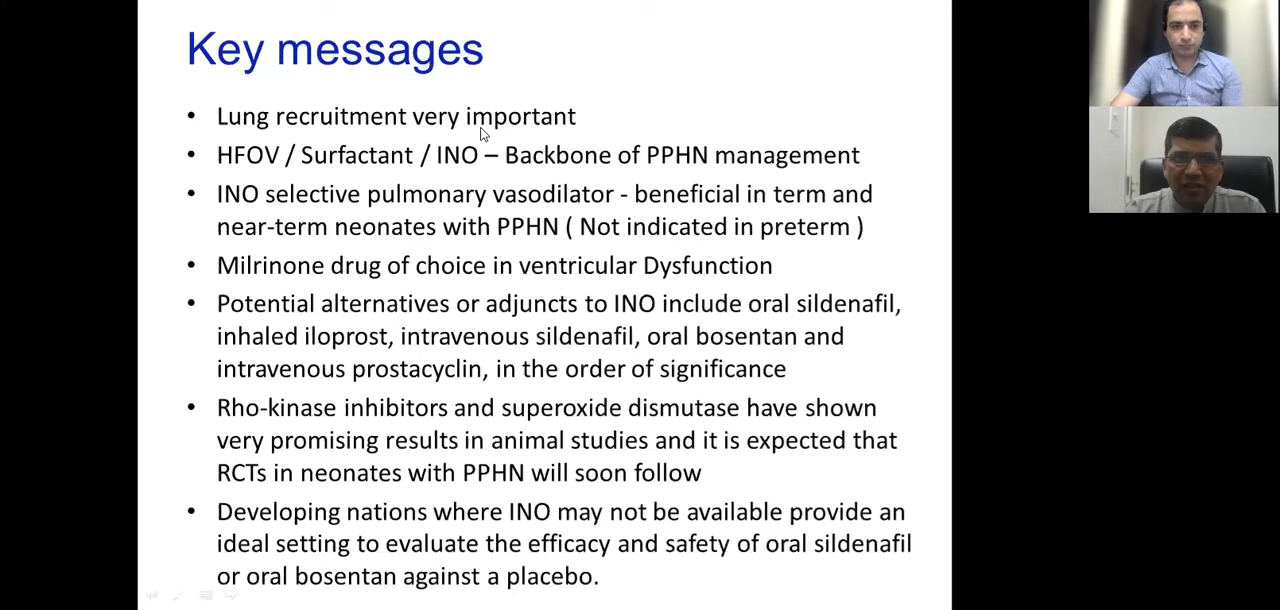 Key messages
• Lung recruitment very important
• HFOV / Surfactant / INO – Backbone of PPHN management
• INO selective pulmonary vasodilator - beneficial in term and
near-term neonates with PPHN ( Not indicated in preterm )
• Milrinone drug of choice in ventricular Dysfunction
• Potential alternatives or adjuncts to INO include oral sildenafil,
inhaled iloprost, intravenous sildenafil, oral bosentan and
intravenous prostacyclin, in the order of significance
• Rho-kinase inhibitors and superoxide dismutase have shown
very promising results in animal studies and it is expected that
RCTs in neonates with PPHN will soon follow
• Developing nations where INO may not be available provide an
ideal setting to evaluate the efficacy and safety of oral sildenafil
or oral bosentan against a placebo.